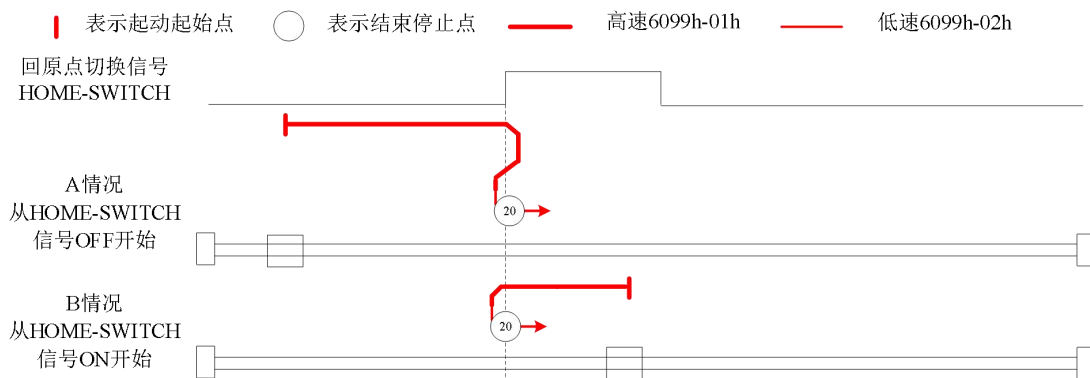 表示起动起始点 表示结束停止点 高速6099h-01h 低速6099h-02h
回原点切换信号
HOME-SWITCH
A情况
从HOME-SWITCH
信号OFF开始
20
B情况
从HOME-SWITCH
信号ON开始
20